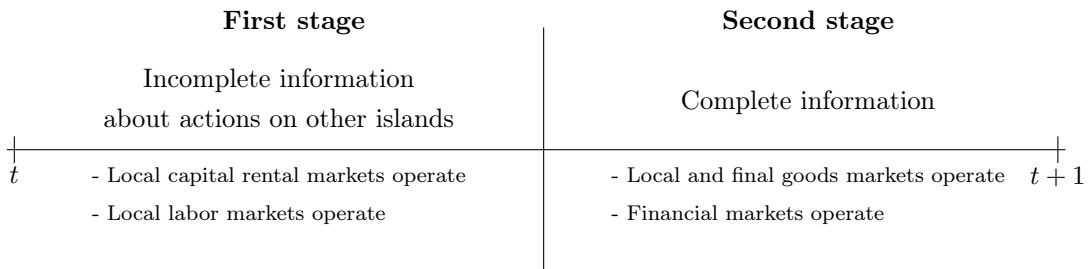 First stage
Second stage
Incomplete information
about actions on other islands
Complete information
t
t + 1
- Local capital rental markets operate
- Local labor markets operate
- Local and final goods markets operate
- Financial markets operate